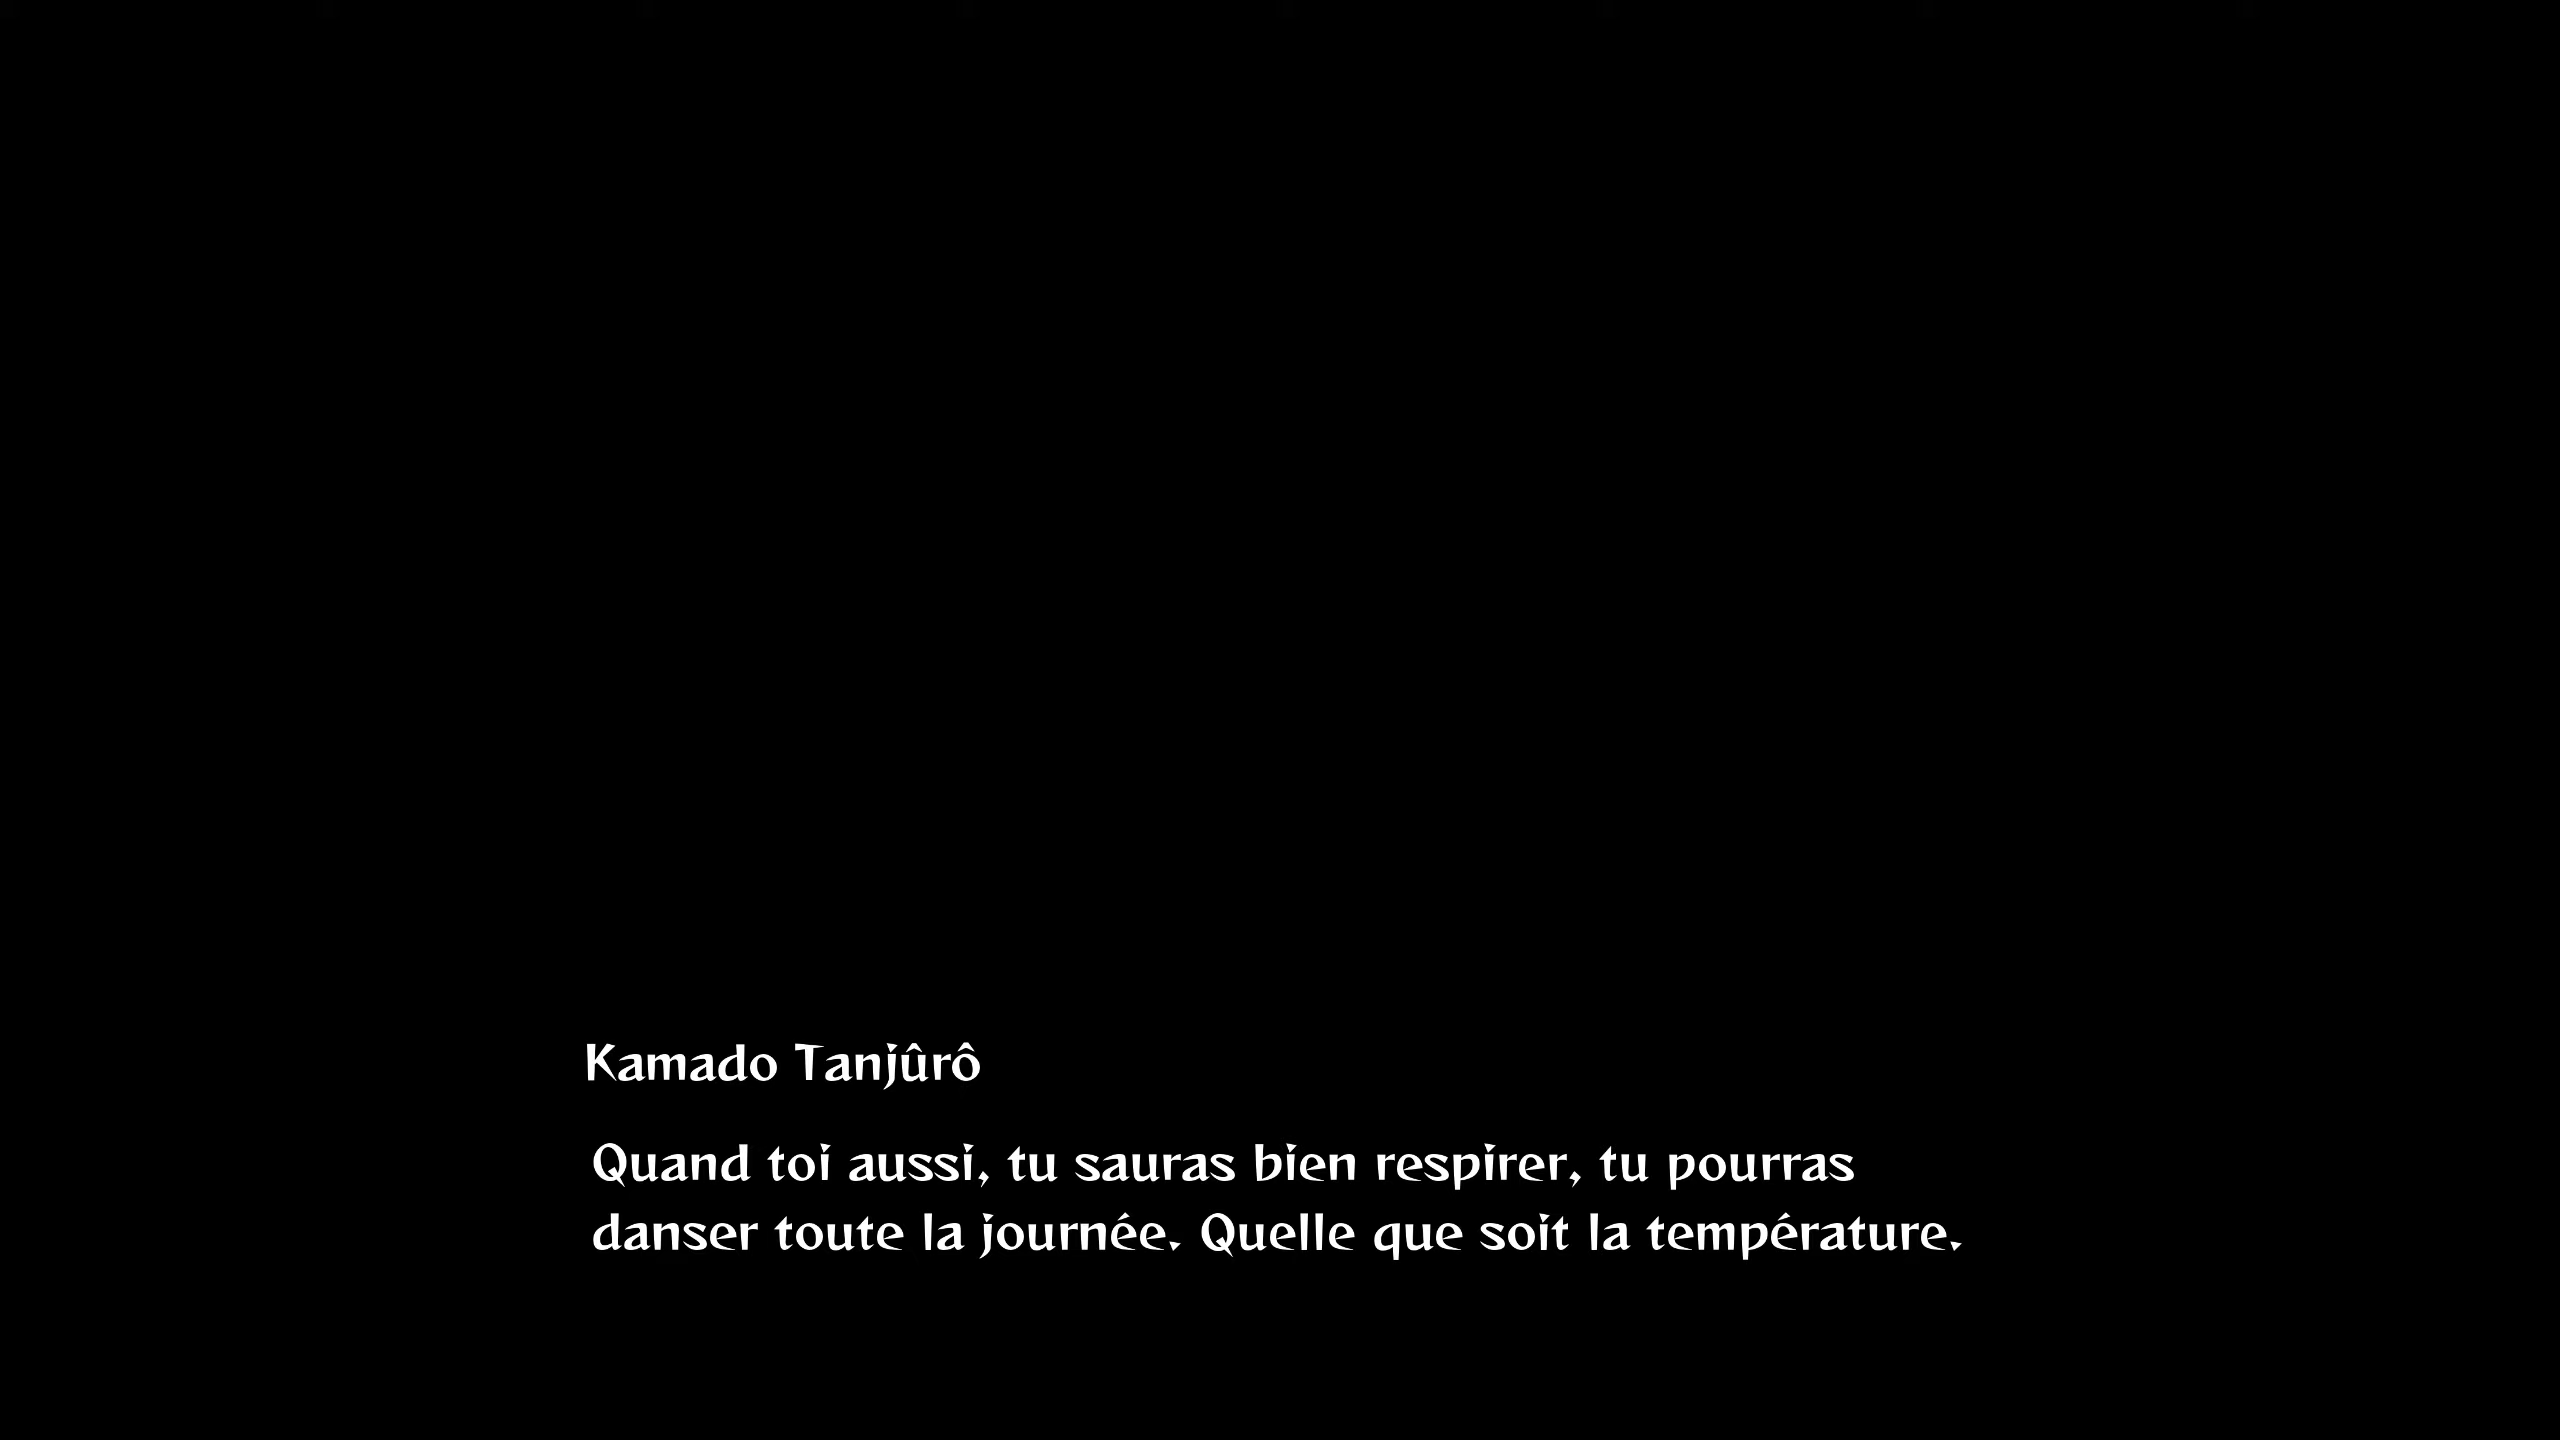 Kamado Tanjûrô
Quand toi aussi, tu sauras bien respirer, tu pourras
danser toute la journée. Quelle que soit la température.